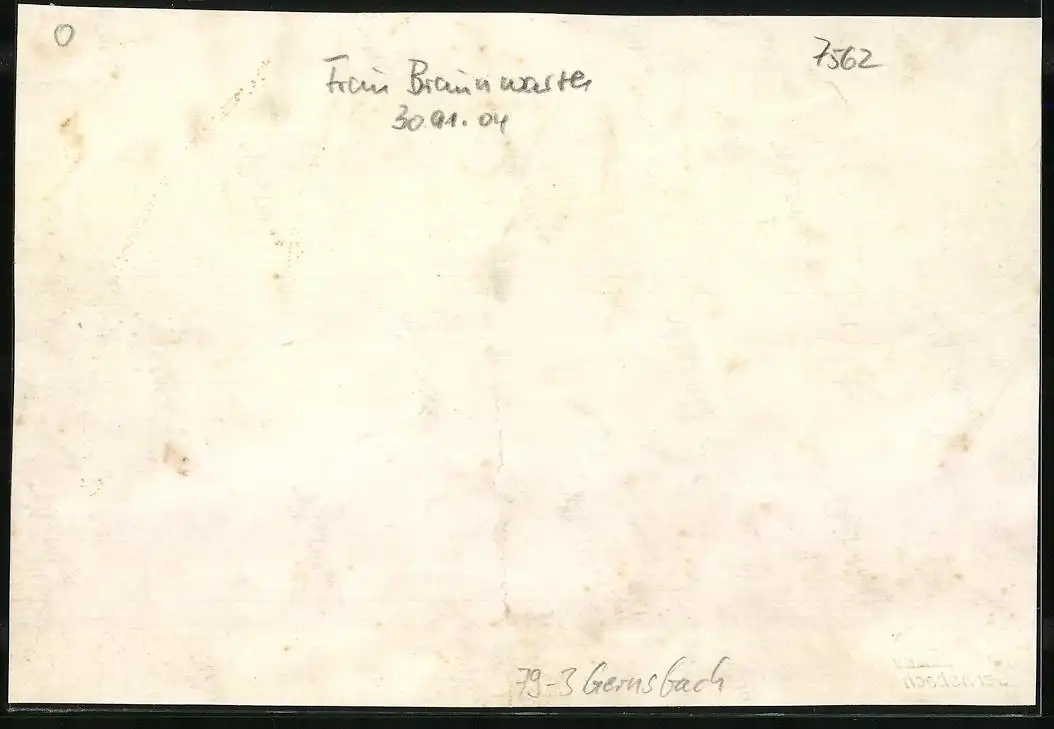 0
7562
Frau Braunwarter
30.01.04
79-3 Gernsbach